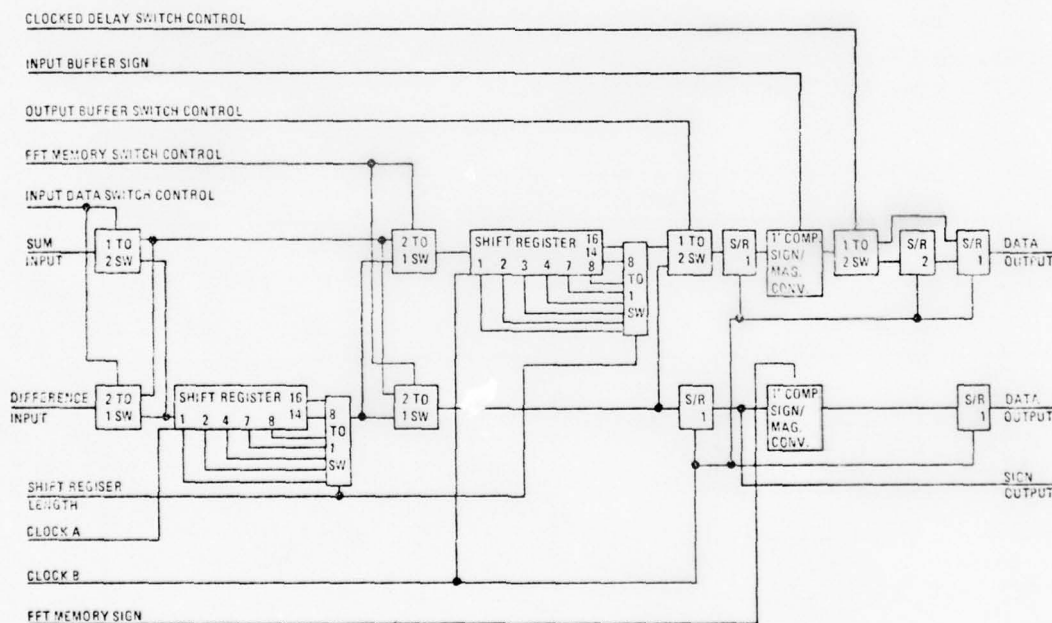 CLOCKED DELAY SWITCH CONTROL
INPUT BUFFER SIGN
OUTPUT BUFFER SWITCH CONTROL
FFT MEMORY SWITCH CONTROL
INPUT DATA SWITCH CONTROL
SUM
INPUT
1 TO
2 SW
2 TO
1 SW
SHIFT REGISTER 16
14
1 2 3 4 7 8
8
TO
1
SW
1 TO
2 SW
S/R
1
1' COMP.
SIGN/
MAG.
CONV.
1 TO
2 SW
S/R
2
S/R
1
DATA
OUTPUT
DIFFERENCE
INPUT
2 TO
1 SW
SHIFT REGISTER 16
14
1 2 4 7 8
8
TO
1
SW
2 TO
1 SW
S/R
1
1' COMP
SIGN/
MAG.
CONV.
S/R
1
DATA
OUTPUT
SIGN
OUTPUT
SHIFT REGISER
LENGTH
CLOCK A
CLOCK B
FFT MEMORY SIGN